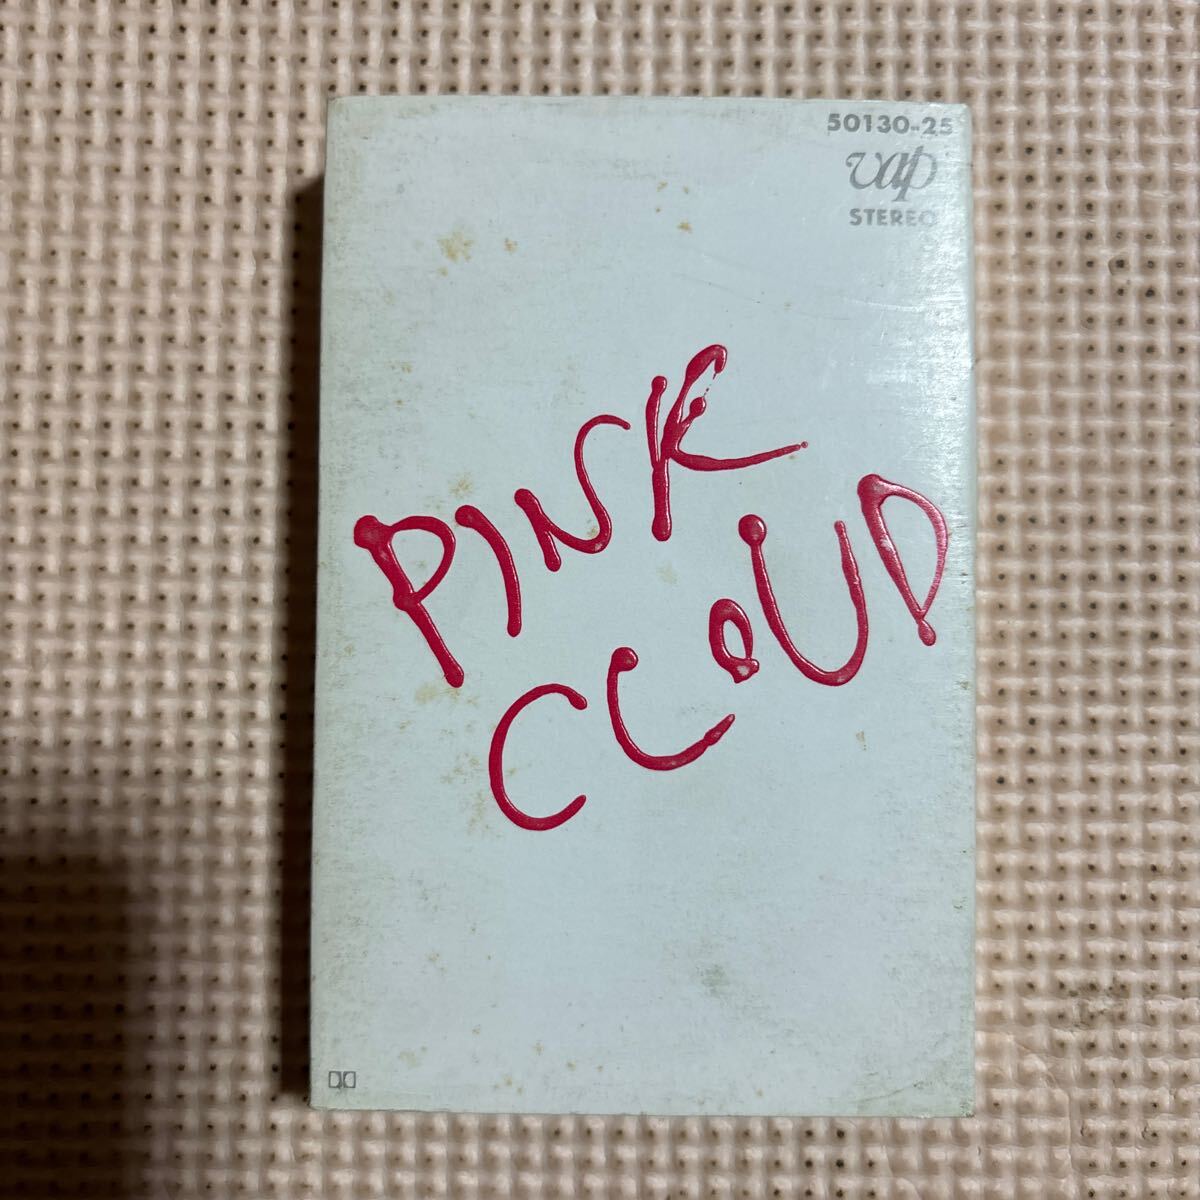 50130-25
vap
STEREO
PINK
CLOUD